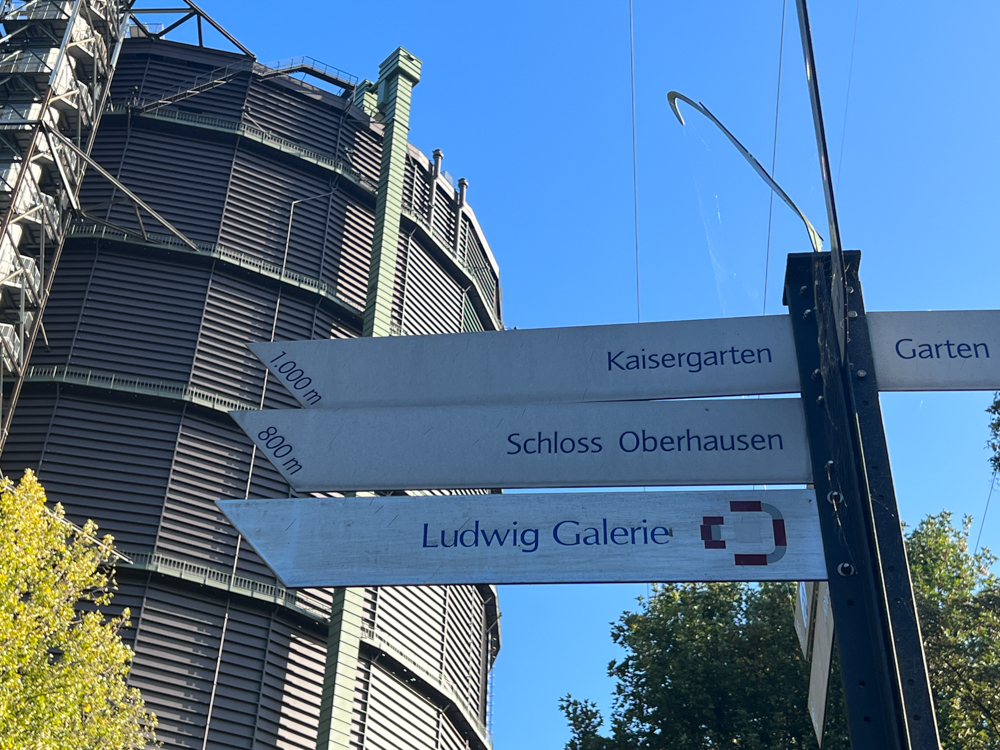 1.000 m Kaisergarten
Garten
800 m Schloss Oberhausen
Ludwig Galerie